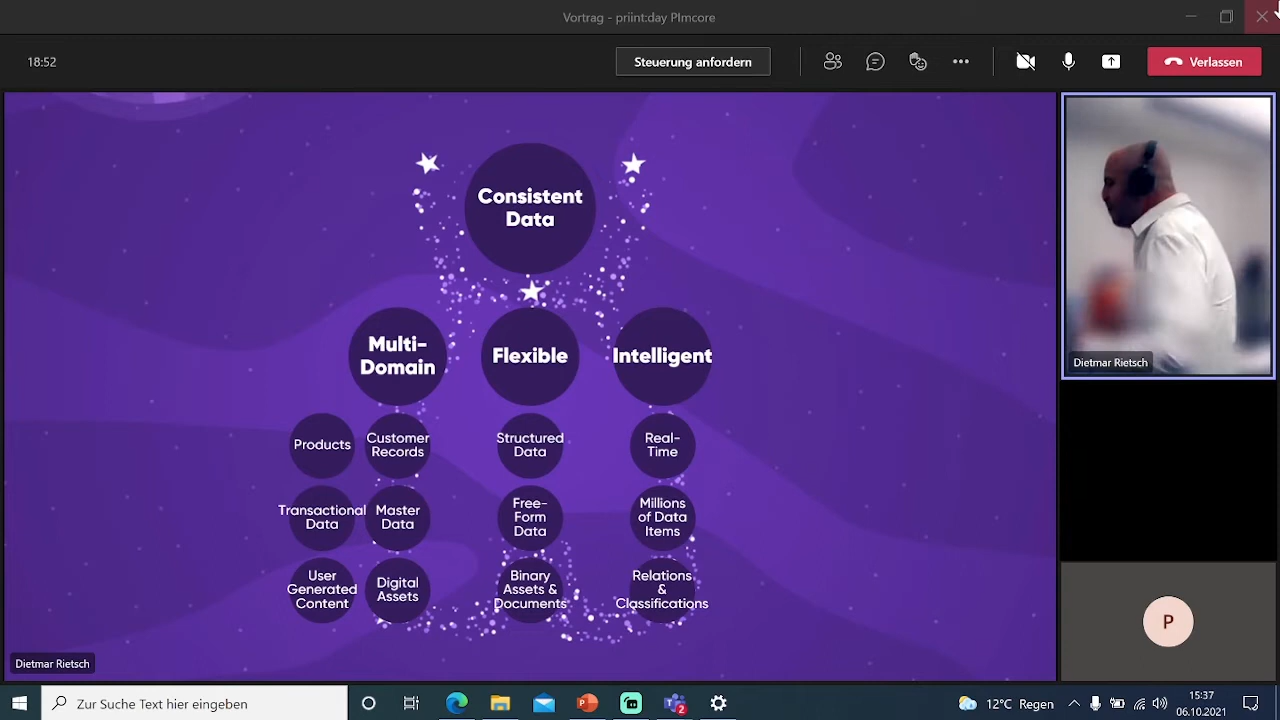 Vortrag - priint:day PImcore
18:52
Steuerung anfordern
Verlassen
Consistent
Data
Multi-
Domain
Flexible
Intelligent
Products
Customer
Records
Structured
Data
Real-
Time
Transactional
Data
Master
Data
Free-
Form
Data
Millions
of Data
Items
User
Generated
Content
Digital
Assets
Binary
Assets &
Documents
Relations
&
Classifications
Dietmar Rietsch
Dietmar Rietsch
P
Zur Suche Text hier eingeben
2
12°C Regen
15:37
06.10.2021